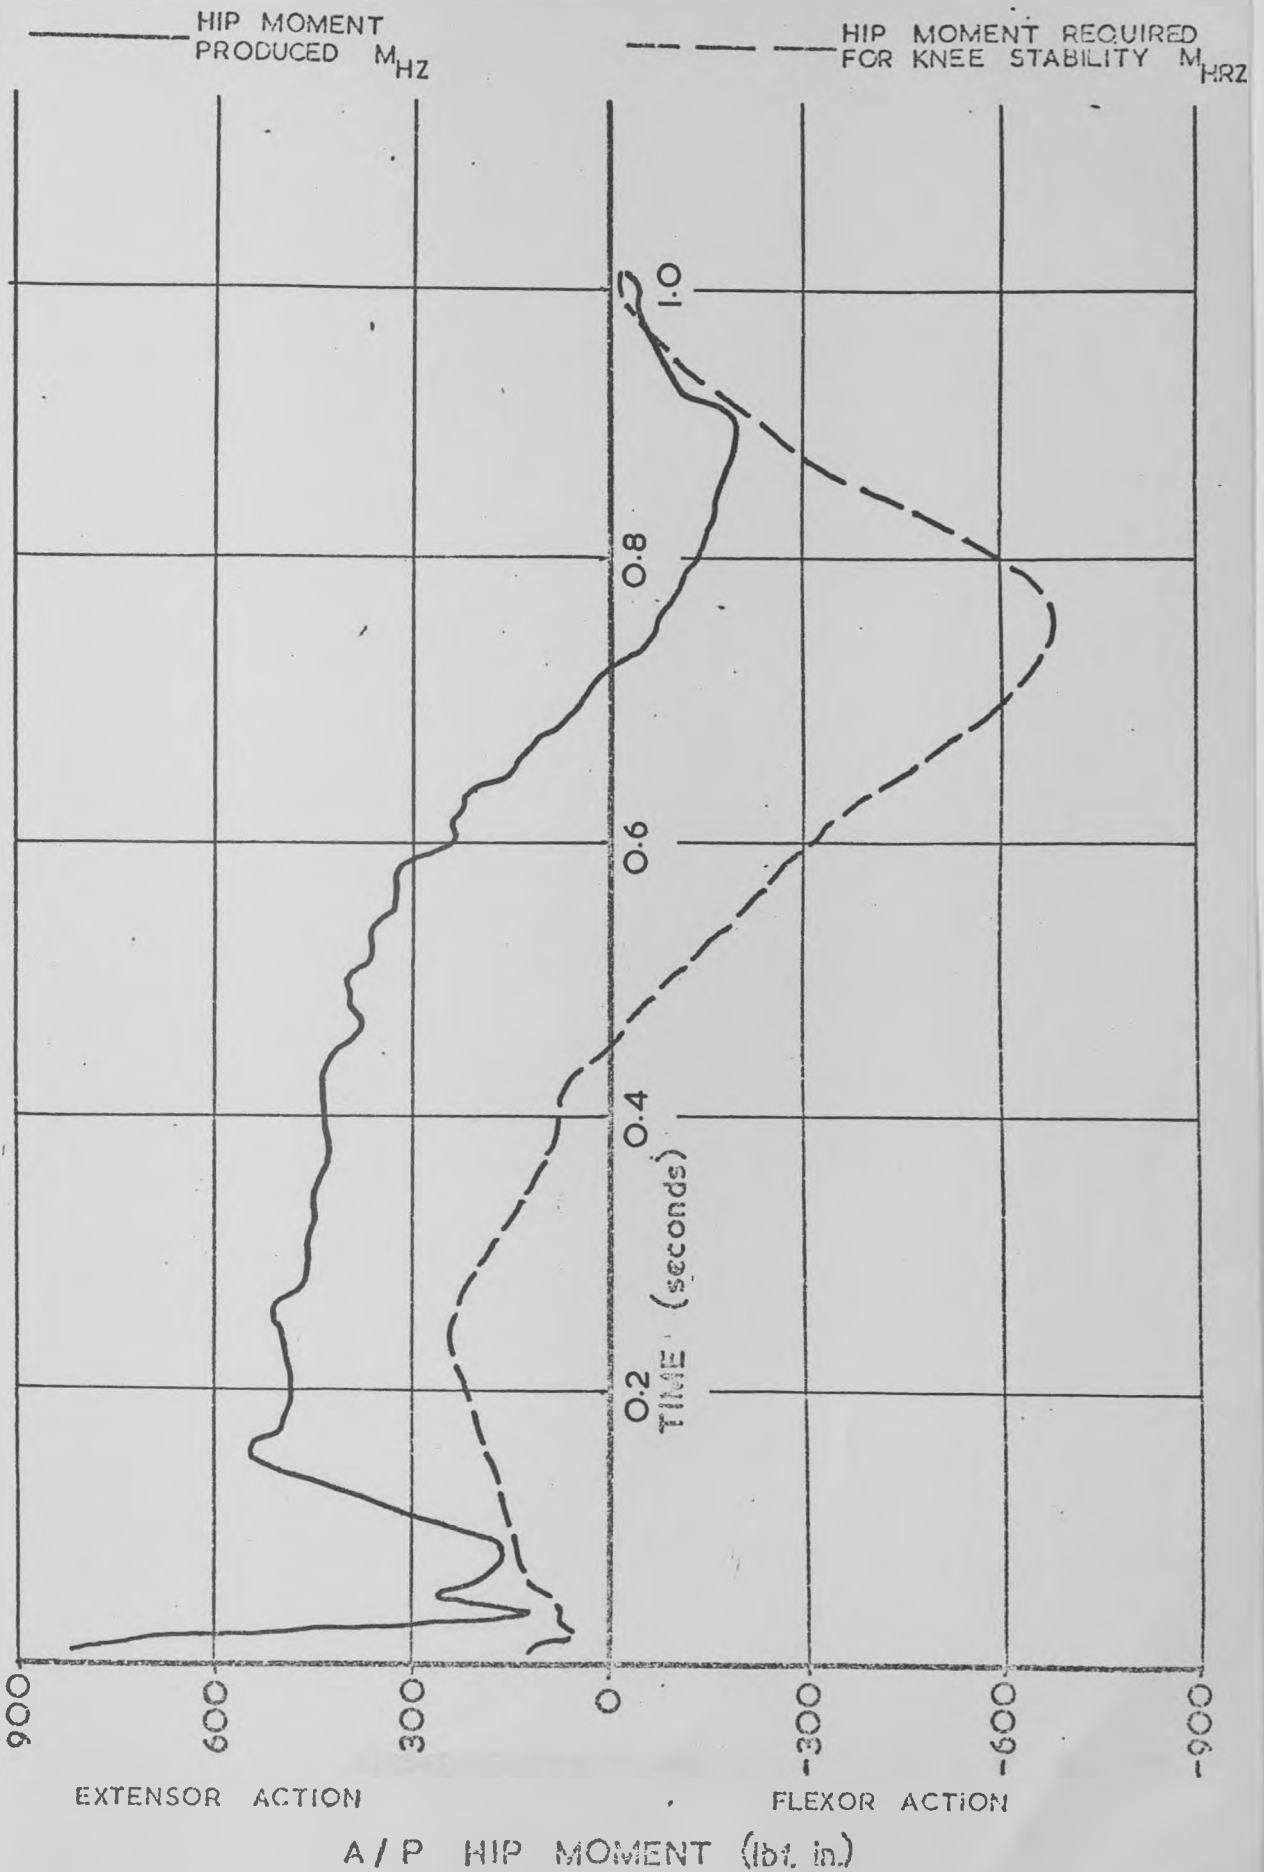 HIP MOMENT
PRODUCED M_HZ
HIP MOMENT REQUIRED
FOR KNEE STABILITY M_HRZ
1.0
0.8
0.6
0.4
0.2
TIME (seconds)
900
600
300
0
-300
-600
-900
EXTENSOR ACTION
FLEXOR ACTION
A/P HIP MOMENT (lbf. in.)